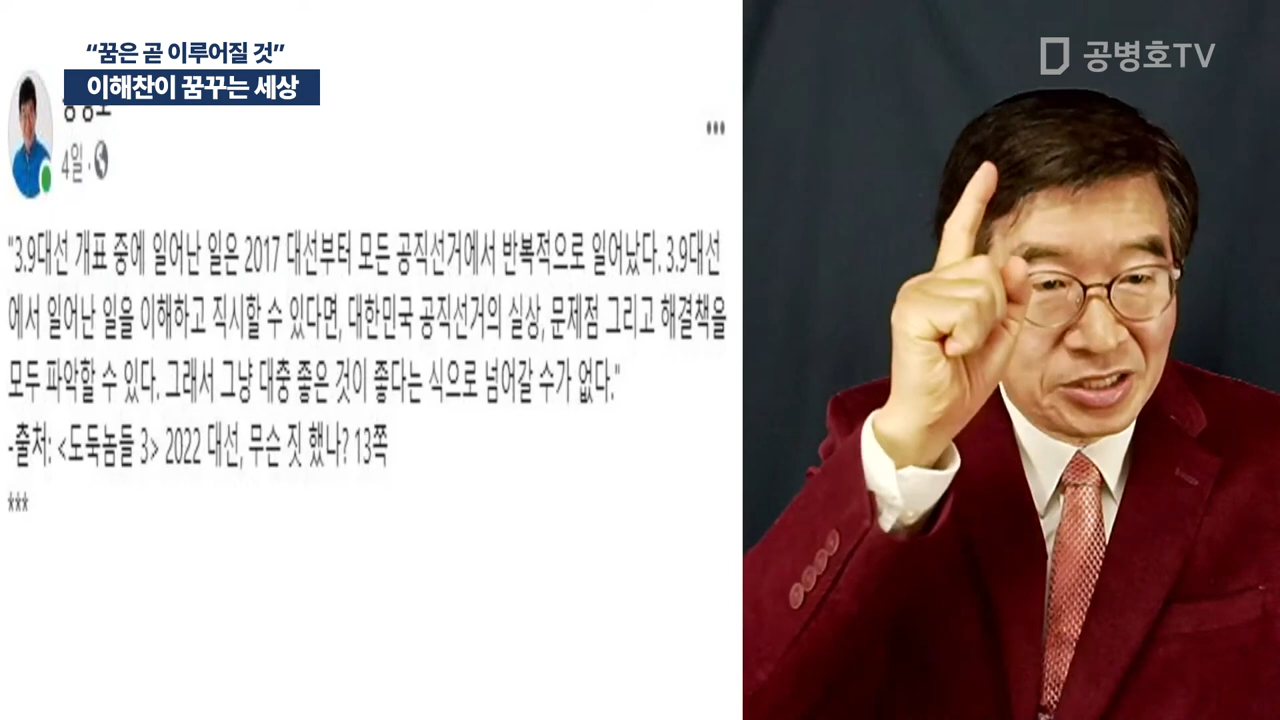 “꿈은 곧 이루어질 것”
이해찬이 꿈꾸는 세상
공병호TV
4일
"3.9대선 개표 중에 일어난 일은 2017 대선부터 모든 공직선거에서 반복적으로 일어났다. 3.9대선
에서 일어난 일을 이해하고 직시할 수 있다면, 대한민국 공직선거의 실상, 문제점 그리고 해결책을
모두 파악할 수 있다. 그래서 그냥 대충 좋은 것이 좋다는 식으로 넘어갈 수가 없다."
-출처: <도둑놈들 3> 2022 대선, 무슨 짓 했나? 13쪽
***